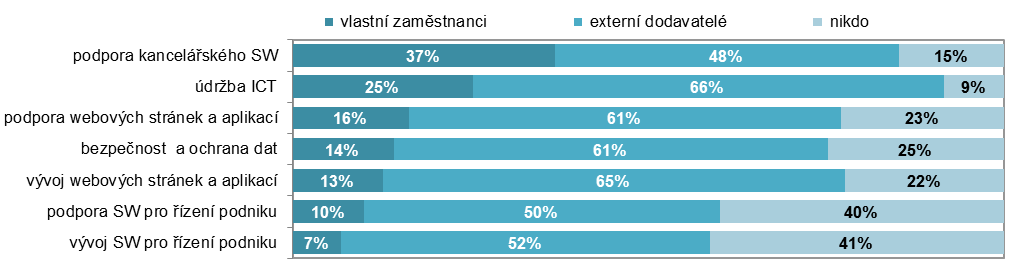 vlastní zaměstnanci externí dodavatelé nikdo
podpora kancelářského SW 37% 48% 15%
údržba ICT 25% 66% 9%
podpora webových stránek a aplikací 16% 61% 23%
bezpečnost a ochrana dat 14% 61% 25%
vývoj webových stránek a aplikací 13% 65% 22%
podpora SW pro řízení podniku 10% 50% 40%
vývoj SW pro řízení podniku 7% 52% 41%